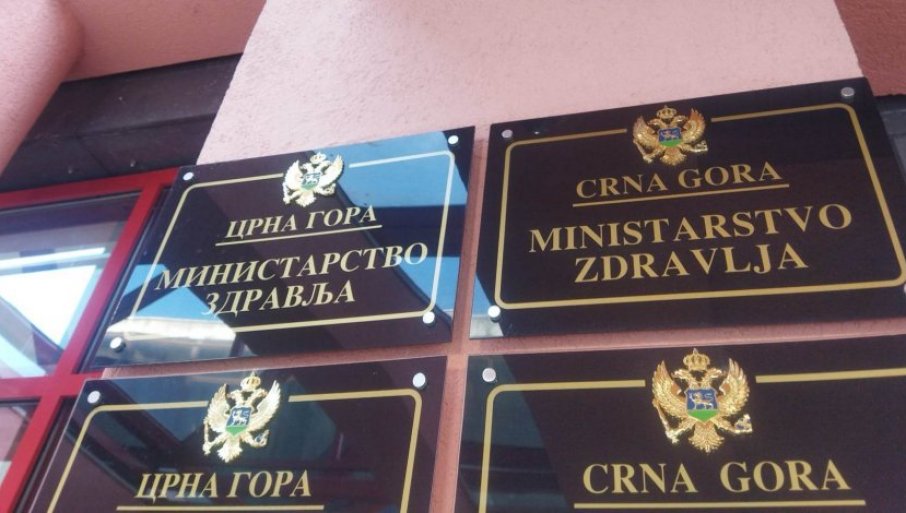 ЦРНА ГОРА
МИНИСТАРСТВО
ЗДРАВЉА
CRNA GORA
MINISTARSTVO
ZDRAVLJA
ЦРНА ГОРА
CRNA GORA